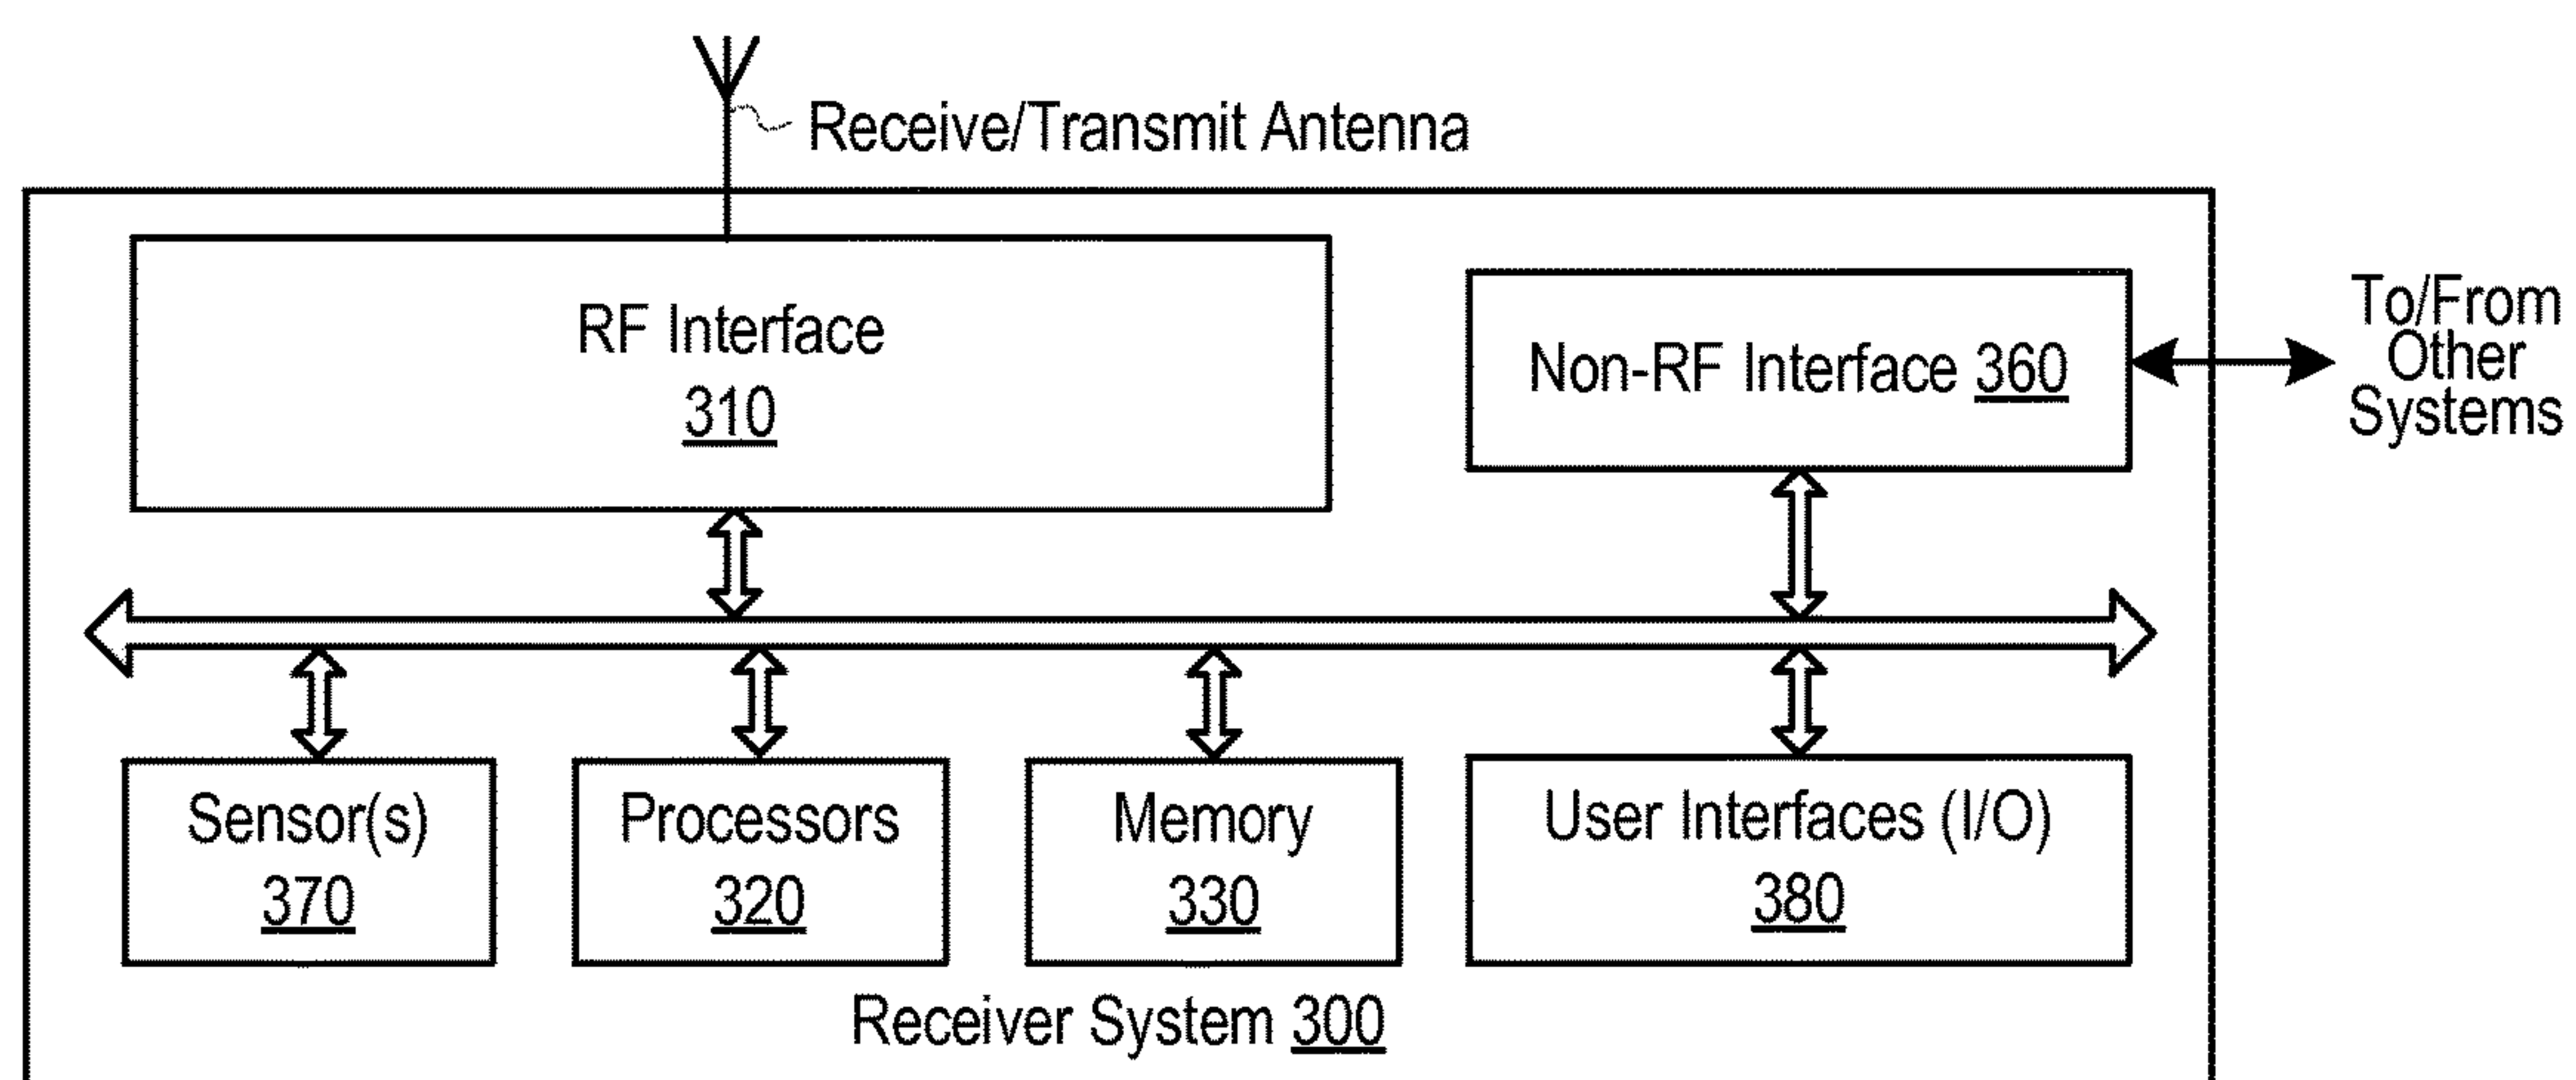 Receive/Transmit Antenna
RF Interface
310
Non-RF Interface 360
To/From
Other
Systems
Sensor(s)
370
Processors
320
Memory
330
User Interfaces (I/O)
380
Receiver System 300